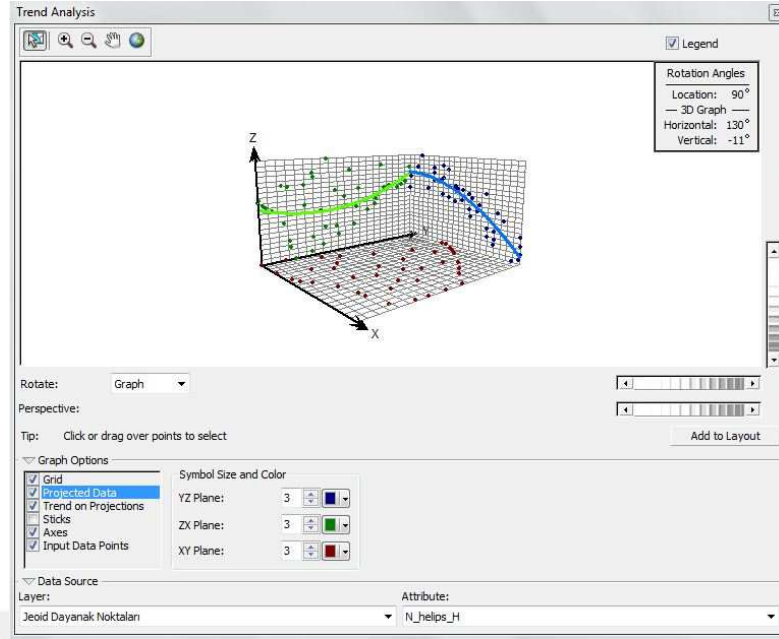 Trend Analysis
Legend
Rotation Angles
Location: 90°
3D Graph
Horizontal: 130°
Vertical: -11°
Z
Y
X
Rotate: Graph
Perspective:
Tip: Click or drag over points to select
Add to Layout
Graph Options
Grid
Projected Data
Trend on Projections
Sticks
Axes
Input Data Points
Symbol Size and Color
YZ Plane: 3
ZX Plane: 3
XY Plane: 3
Data Source
Layer:
Attribute:
Jeoid Dayanak Noktaları
N_helips_H